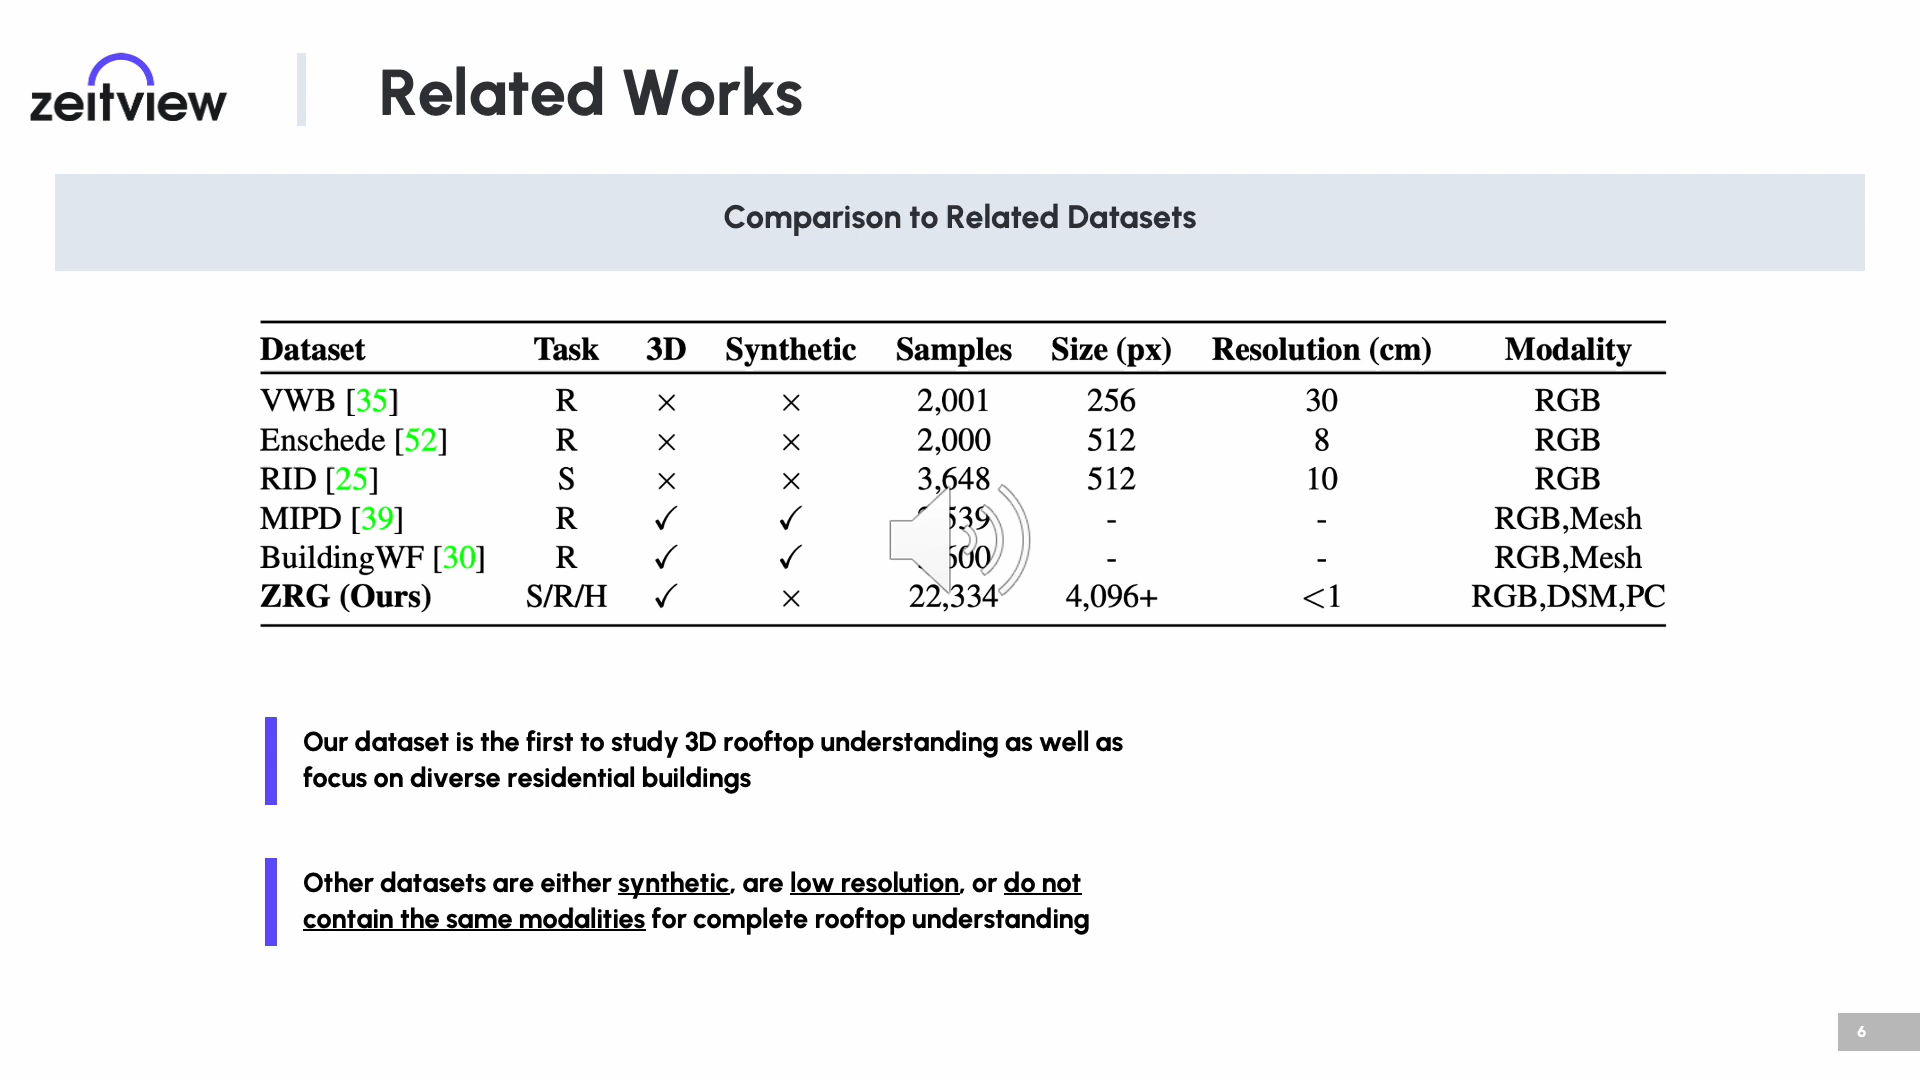 zeitview
Related Works
Comparison to Related Datasets
Dataset Task 3D Synthetic Samples Size (px) Resolution (cm) Modality
VWB [35] R × × 2,001 256 30 RGB
Enschede [52] R × × 2,000 512 8 RGB
RID [25] S × × 3,648 512 10 RGB
MIPD [39] R ✓ ✓ - - RGB,Mesh
BuildingWF [30] R ✓ ✓ - - RGB,Mesh
ZRG (Ours) S/R/H ✓ × 22,334 4,096+ <1 RGB,DSM,PC
Our dataset is the first to study 3D rooftop understanding as well as
focus on diverse residential buildings
Other datasets are either synthetic, are low resolution, or do not
contain the same modalities for complete rooftop understanding
6